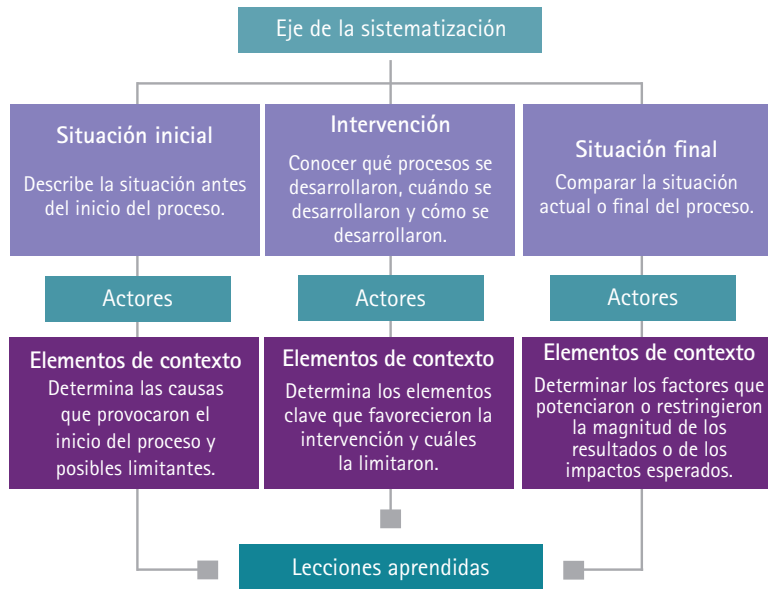 Eje de la sistematización
Situación inicial
Describe la situación antes
del inicio del proceso.
Intervención
Conocer qué procesos se
desarrollaron, cuándo se
desarrollaron y cómo se
desarrollaron.
Situación final
Comparar la situación
actual o final del proceso.
Actores
Actores
Actores
Elementos de contexto
Determina las causas
que provocaron el
inicio del proceso y
posibles limitantes.
Elementos de contexto
Determina los elementos
clave que favorecieron la
intervención y cuáles
la limitaron.
Elementos de contexto
Determinar los factores que
potenciaron o restringieron
la magnitud de los
resultados o de los
impactos esperados.
Lecciones aprendidas